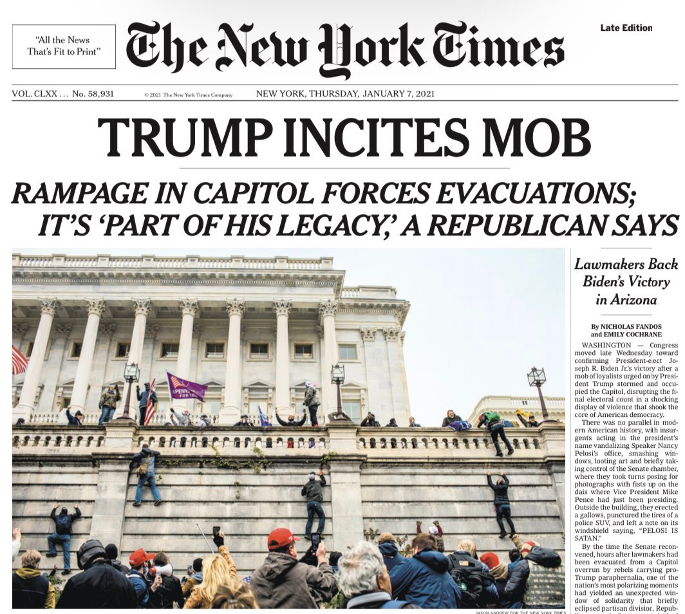 "All the News
That's Fit to Print"
The New York Times
Late Edition
VOL. CLXX . . . No. 58,931
© 2021 The New York Times Company
NEW YORK, THURSDAY, JANUARY 7, 2021
TRUMP INCITES MOB
RAMPAGE IN CAPITOL FORCES EVACUATIONS;
IT'S 'PART OF HIS LEGACY,' A REPUBLICAN SAYS
Lawmakers Back
Biden's Victory
in Arizona
By NICHOLAS FANDOS
and EMILY COCHRANE
WASHINGTON — Congress
moved late Wednesday toward
confirming President-elect Jo-
seph R. Biden Jr.'s victory after a
mob of loyalists urged on by Presi-
dent Trump stormed and occu-
pied the Capitol, disrupting the fi-
nal electoral count in a shocking
display of violence that shook the
core of American democracy.
There was no parallel in mod-
ern American history, with insur-
gents acting in the president's
name vandalizing Speaker Nancy
Pelosi's office, smashing win-
dows, looting art and briefly tak-
ing control of the Senate chamber,
where they took turns posing for
photographs with fists up on the
dais where Vice President Mike
Pence had just been presiding.
Outside the building, they erected
a gallows, punctured the tires of a
police SUV, and left a note on its
windshield saying, "PELOSI IS
SATAN."
By the time the Senate recon-
vened, hours after lawmakers had
been evacuated from a Capitol
overrun by rebels carrying pro-
Trump paraphernalia, one of the
nation's most polarizing moments
had yielded an unexpected win-
dow of solidarity that briefly
eclipsed partisan division. Repub-